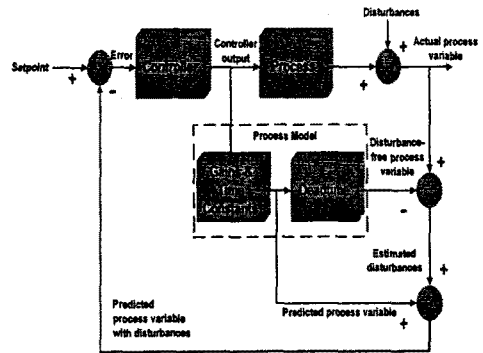 Disturbances
Setpoint
+
Error
-
Controller
Controller
output
Process
+
+
Actual process
variable
Process Model
Disturbance-
free process
variable
Constants
+
-
Estimated
disturbances
+
Predicted
process variable
with disturbances
Predicted process variable
+